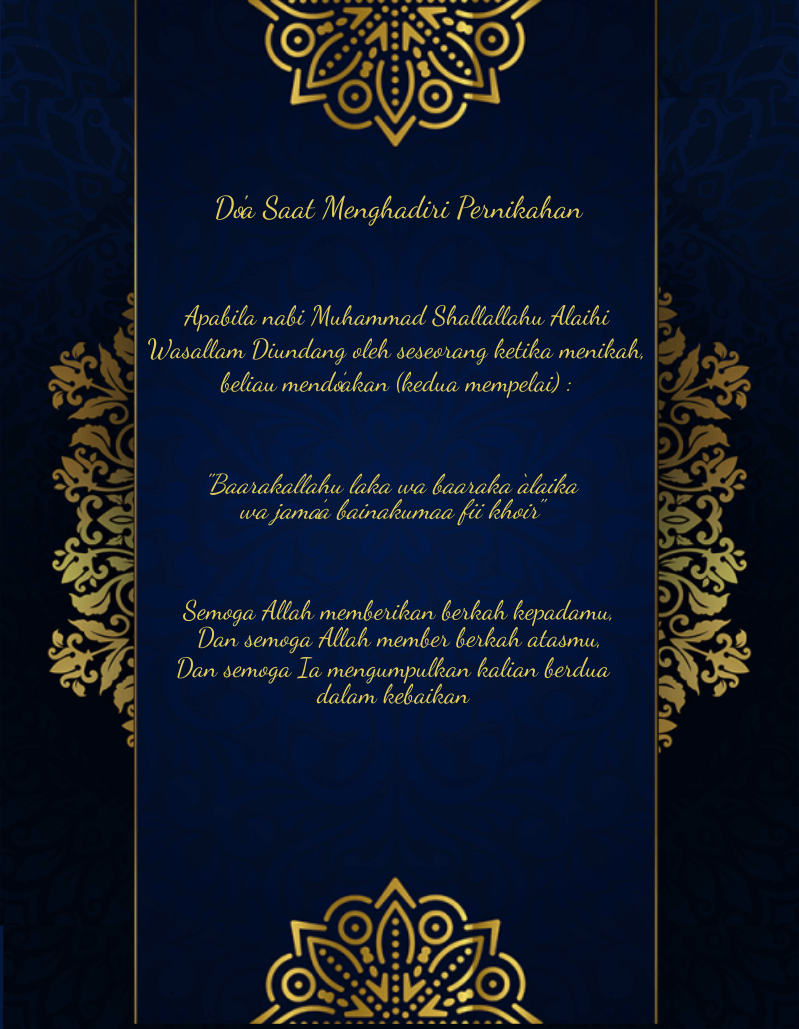 Do'a Saat Menghadiri Pernikahan
Apabila nabi Muhammad Shallallahu Alaihi
Wasallam Diundang oleh seseorang ketika menikah,
beliau mendo'akan (kedua mempelai) :
"Baarakallahu laka wa baaraka `alaika
wa jama'a bainakumaa fii khoir"
Semoga Allah memberikan berkah kepadamu,
Dan semoga Allah member berkah atasmu,
Dan semoga Ia mengumpulkan kalian berdua
dalam kebaikan